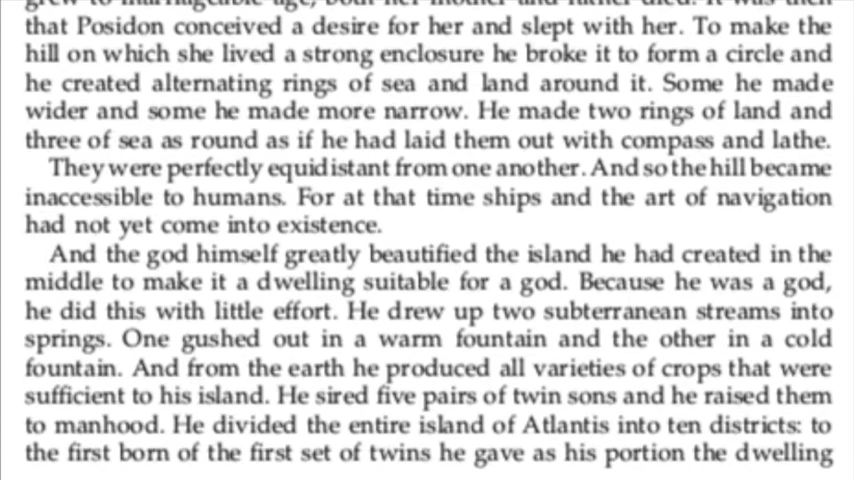 that Posidon conceived a desire for her and slept with her. To make the
hill on which she lived a strong enclosure he broke it to form a circle and
he created alternating rings of sea and land around it. Some he made
wider and some he made more narrow. He made two rings of land and
three of sea as round as if he had laid them out with compass and lathe.
They were perfectly equidistant from one another. And so the hill became
inaccessible to humans. For at that time ships and the art of navigation
had not yet come into existence.
And the god himself greatly beautified the island he had created in the
middle to make it a dwelling suitable for a god. Because he was a god,
he did this with little effort. He drew up two subterranean streams into
springs. One gushed out in a warm fountain and the other in a cold
fountain. And from the earth he produced all varieties of crops that were
sufficient to his island. He sired five pairs of twin sons and he raised them
to manhood. He divided the entire island of Atlantis into ten districts: to
the first born of the first set of twins he gave as his portion the dwelling